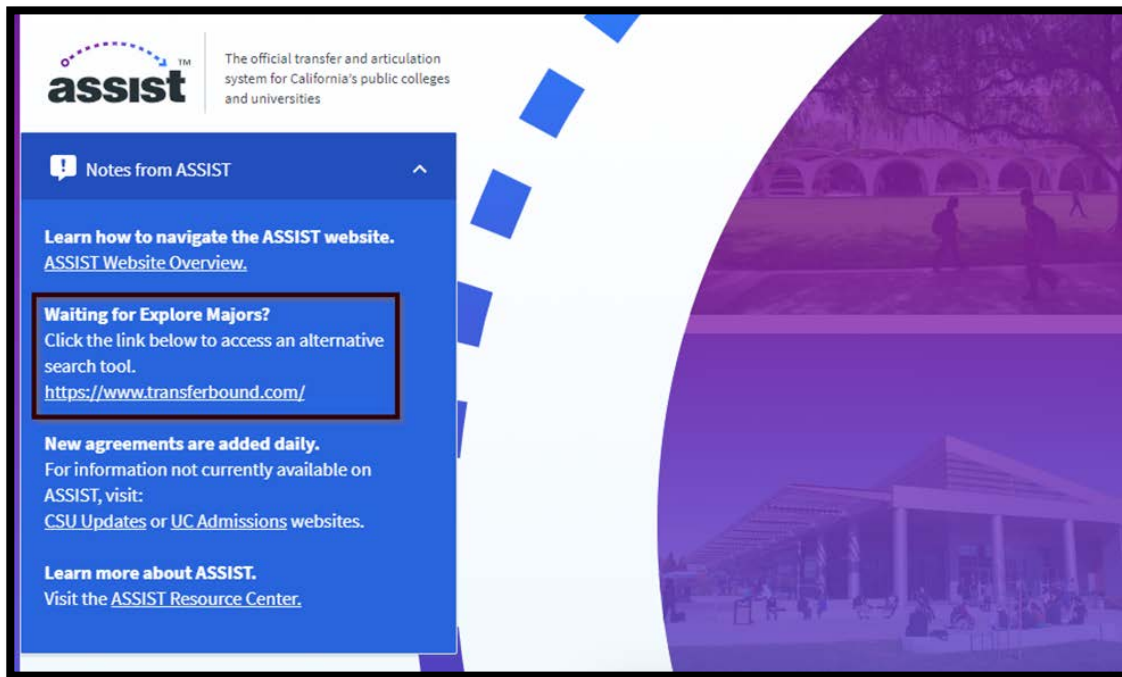 assist™
The official transfer and articulation
system for California's public colleges
and universities
Notes from ASSIST
Learn how to navigate the ASSIST website.
ASSIST Website Overview.
Waiting for Explore Majors?
Click the link below to access an alternative
search tool.
https://www.transferbound.com/
New agreements are added daily.
For information not currently available on
ASSIST, visit:
CSU Updates or UC Admissions websites.
Learn more about ASSIST.
Visit the ASSIST Resource Center.